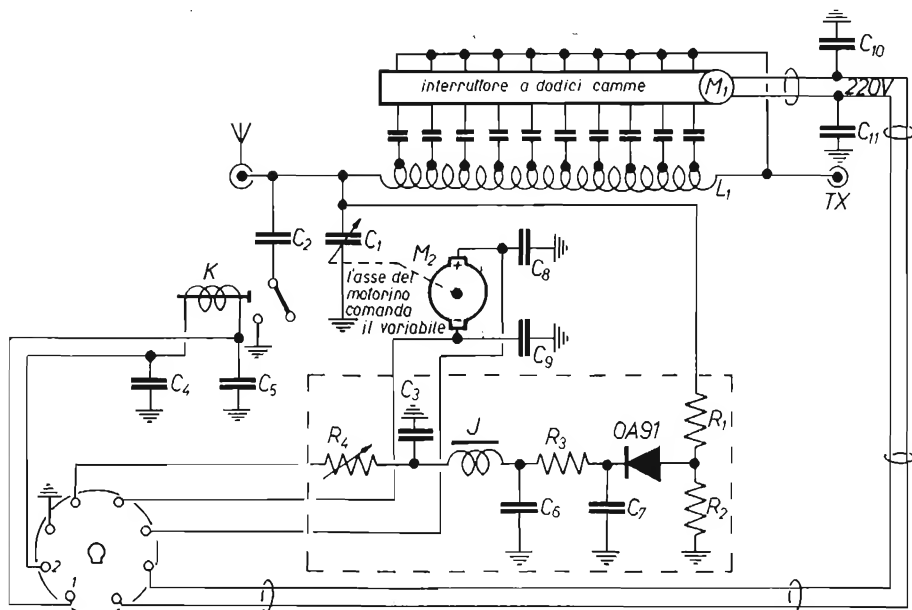 C10
interruttore a dodici camme
M1
220V
C11
L1
TX
C2
C1
M2
C8
K
l'asse del
motorino
comanda
il variabile
C9
C4
C5
C3
R1
R4
J
R3
OA91
C6
C7
R2
2
1